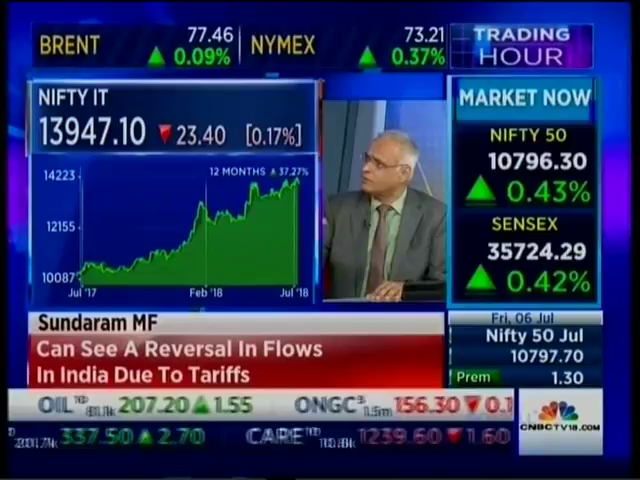 BRENT 77.46 ▲ 0.09%
NYMEX 73.21 ▲ 0.37%
TRADING HOUR
NIFTY IT
13947.10 ▼ 23.40 [0.17%]
12 MONTHS ▲ 37.27%
14223
12155
10087
Jul '17 Feb '18 Jul '18
MARKET NOW
NIFTY 50
10796.30
▲ 0.43%
SENSEX
35724.29
▲ 0.42%
Sundaram MF
Can See A Reversal In Flows
In India Due To Tariffs
Fri, 06 Jul
Nifty 50 Jul
10797.70
Prem 1.30
OIL 207.20 ▲ 1.55 ONGC 1.5m 156.30 ▼ 0.1
337.50 ▲ 2.70 CARE 1239.60 ▼ 1.60
CNBCTV18.COM